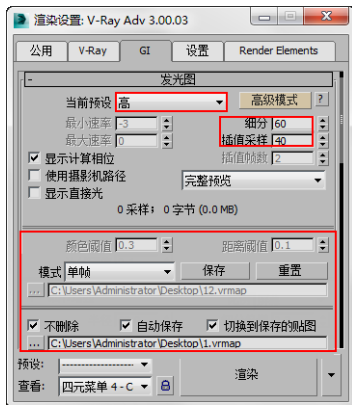 渲染设置: V-Ray Adv 3.00.03
公用 V-Ray GI 设置 Render Elements
- 发光图
当前预设 高 高级模式 ?
最小速率 -3 细分 60
最大速率 0 插值采样 40
显示计算相位 插值帧数 2
使用摄影机路径 完整预览
显示直接光
0 采样; 0 字节 (0.0 MB)
颜色阈值 0.3 距离阈值 0.1
模式 单帧 保存 重置
... C:\Users\Administrator\Desktop\12.vrmap
不删除 自动保存 切换到保存的贴图
... C:\Users\Administrator\Desktop\1.vrmap
预设: -----------------
渲染
查看: 四元菜单 4 - C